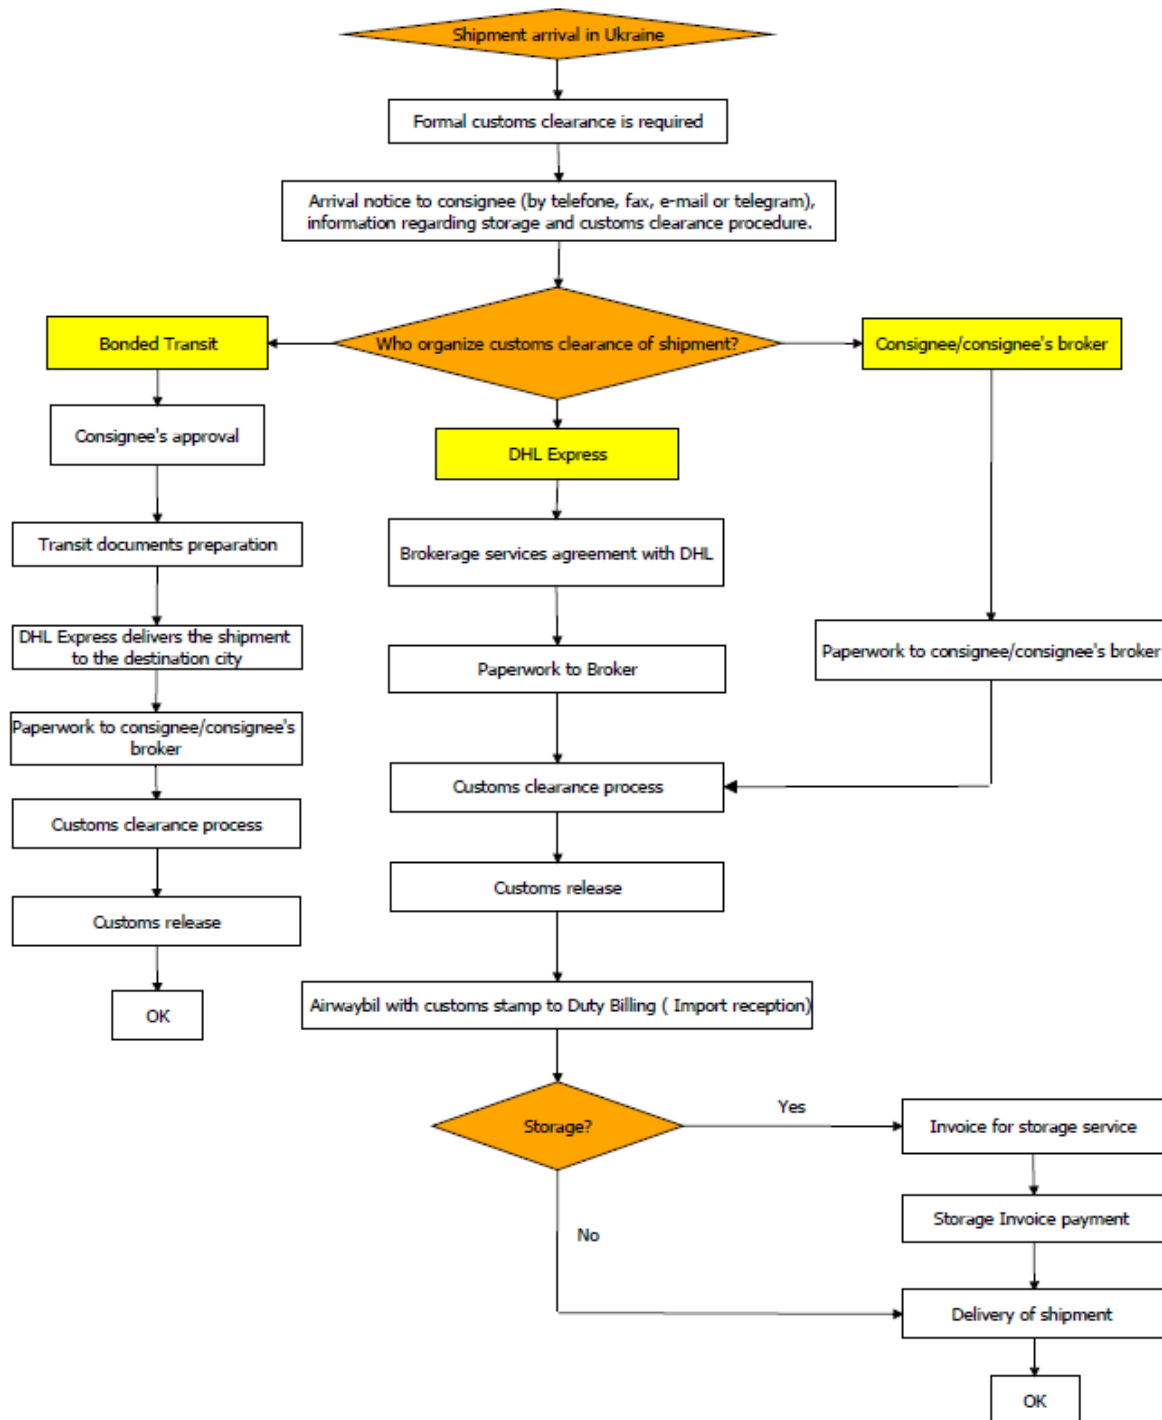 Shipment arrival in Ukraine
Formal customs clearance is required
Arrival notice to consignee (by telefone, fax, e-mail or telegram),
information regarding storage and customs clearance procedure.
Who organize customs clearance of shipment?
Bonded Transit
Consignee/consignee's broker
Consignee's approval
DHL Express
Transit documents preparation
Brokerage services agreement with DHL
DHL Express delivers the shipment
to the destination city
Paperwork to Broker
Paperwork to consignee/consignee's broker
Paperwork to consignee/consignee's
broker
Customs clearance process
Customs clearance process
Customs release
Customs release
Airwaybil with customs stamp to Duty Billing ( Import reception)
OK
Storage?
Yes
Invoice for storage service
Storage Invoice payment
No
Delivery of shipment
OK